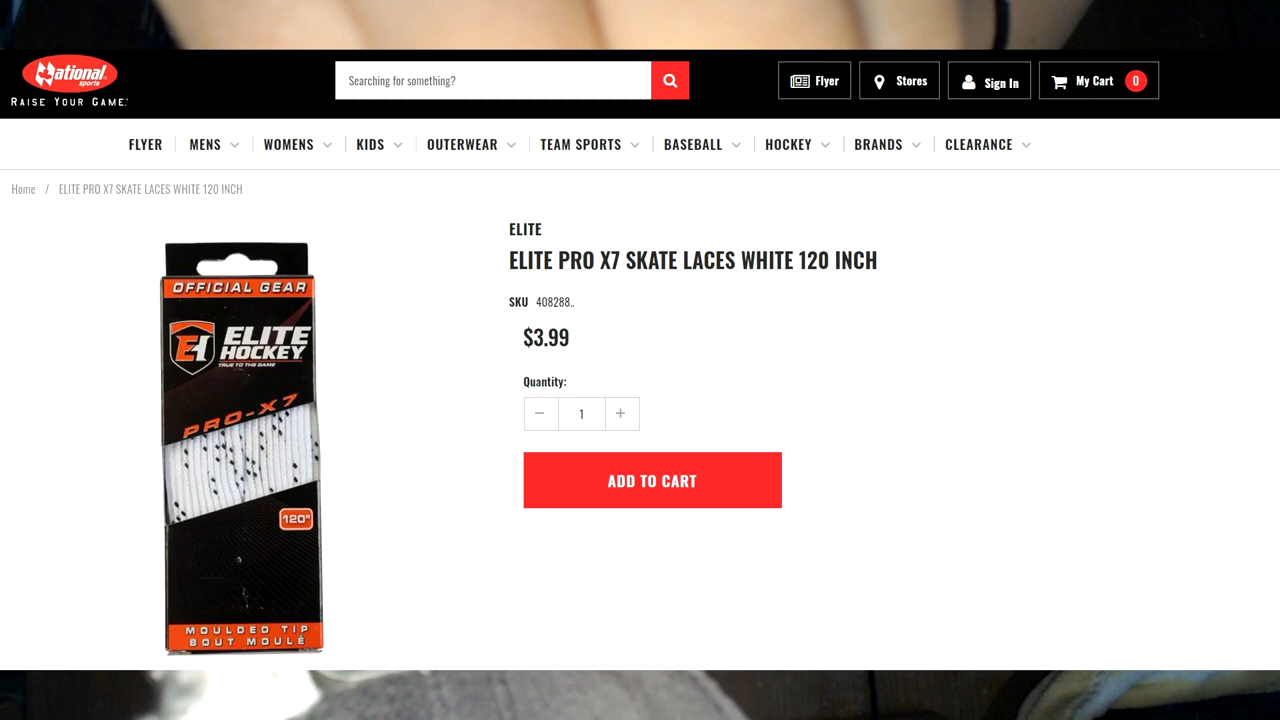 National
sports
RAISE YOUR GAME.
Searching for something?
Flyer
Stores
Sign In
My Cart
0
FLYER
MENS
WOMENS
KIDS
OUTERWEAR
TEAM SPORTS
BASEBALL
HOCKEY
BRANDS
CLEARANCE
Home / ELITE PRO X7 SKATE LACES WHITE 120 INCH
ELITE
ELITE PRO X7 SKATE LACES WHITE 120 INCH
SKU 408288..
$3.99
Quantity:
1
ADD TO CART
OFFICIAL GEAR
EH
ELITE
HOCKEY
TRUE TO THE GAME
PRO-X7
120"
MOULDED TIP
BOUT MOULÉ